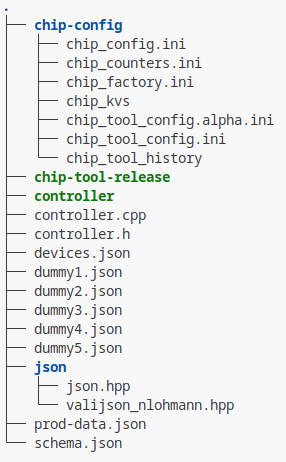 .
├── chip-config
│   ├── chip_config.ini
│   ├── chip_counters.ini
│   ├── chip_factory.ini
│   ├── chip_kvs
│   ├── chip_tool_config.alpha.ini
│   ├── chip_tool_config.ini
│   └── chip_tool_history
├── chip-tool-release
├── controller
├── controller.cpp
├── controller.h
├── devices.json
├── dummy1.json
├── dummy2.json
├── dummy3.json
├── dummy4.json
├── dummy5.json
├── json
│   ├── json.hpp
│   └── valijson_nlohmann.hpp
├── prod-data.json
└── schema.json